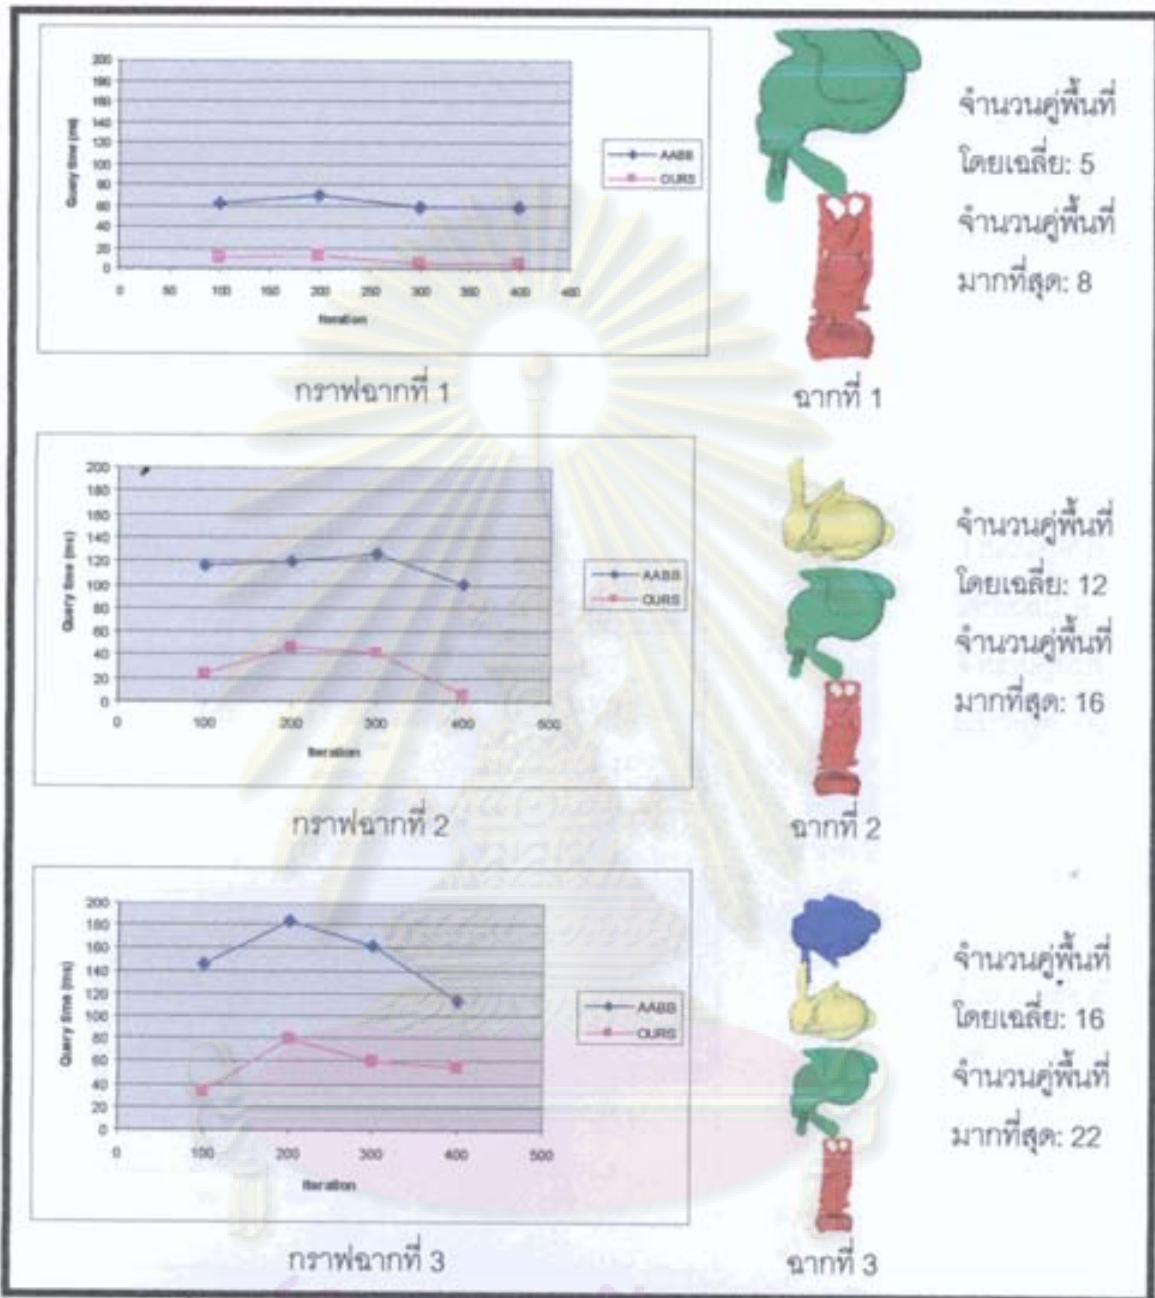 200
180
160
140
120
100
80
60
40
20
0
Query time (ms)
0 50 100 150 200 250 300 350 400 450
Iteration
AABB
OURS
กราฟฉากที่ 1
ฉากที่ 1
จำนวนคู่พื้นที่
โดยเฉลี่ย: 5
จำนวนคู่พื้นที่
มากที่สุด: 8
200
180
160
140
120
100
80
60
40
20
0
Query time (ms)
0 100 200 300 400 500
Iteration
AABB
OURS
กราฟฉากที่ 2
ฉากที่ 2
จำนวนคู่พื้นที่
โดยเฉลี่ย: 12
จำนวนคู่พื้นที่
มากที่สุด: 16
200
180
160
140
120
100
80
60
40
20
0
Query time (ms)
0 100 200 300 400 500
Iteration
AABB
OURS
กราฟฉากที่ 3
ฉากที่ 3
จำนวนคู่พื้นที่
โดยเฉลี่ย: 16
จำนวนคู่พื้นที่
มากที่สุด: 22